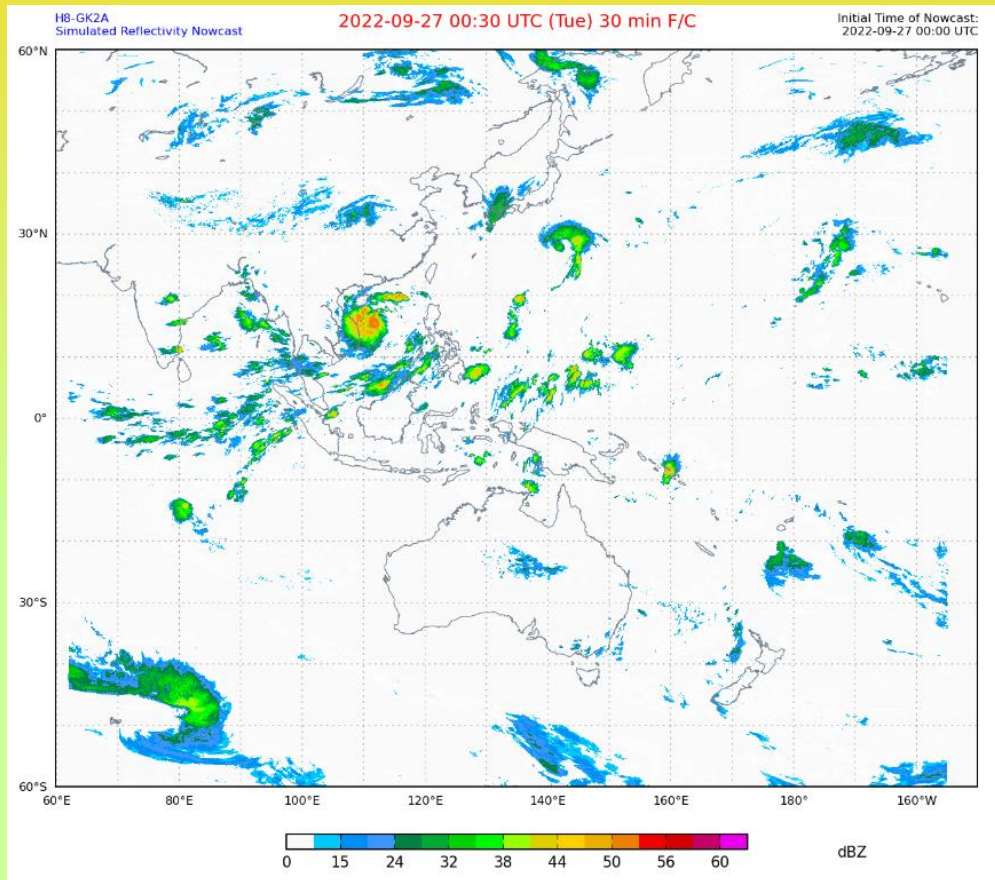 H8-GK2A
Simulated Reflectivity Nowcast
2022-09-27 00:30 UTC (Tue) 30 min F/C
Initial Time of Nowcast:
2022-09-27 00:00 UTC
60°N
30°N
0°
30°S
60°S
60°E 80°E 100°E 120°E 140°E 160°E 180° 160°W
0 15 24 32 38 44 50 56 60
dBZ